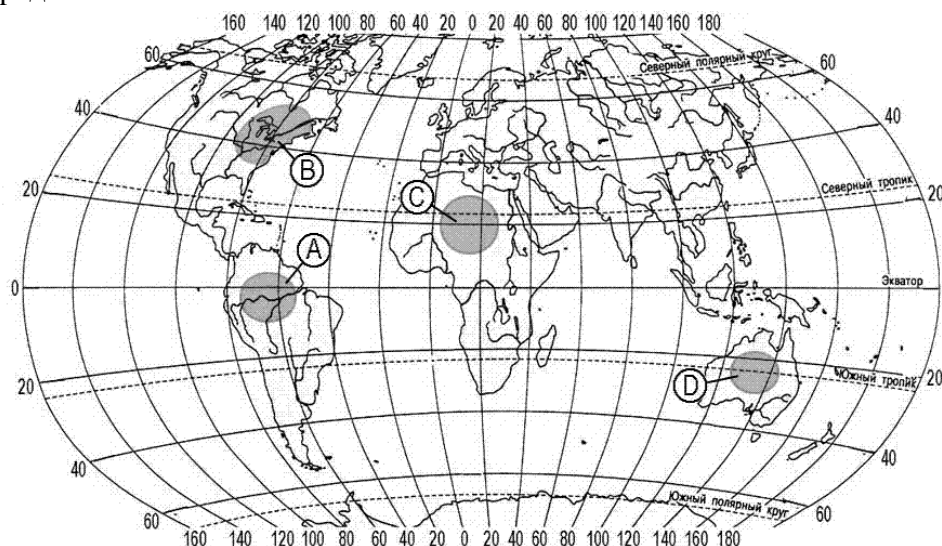 160 140 120 100 80 60 40 20 0 20 40 60 80 100 120 140 160 180
60 Северный полярный круг 60
40 40
B
20 C Северный тропик 20
A
0 Экватор 0
20 D Южный тропик 20
40 40
60 Южный полярный круг 60
160 140 120 100 80 60 40 20 0 20 40 60 80 100 120 140 160 180